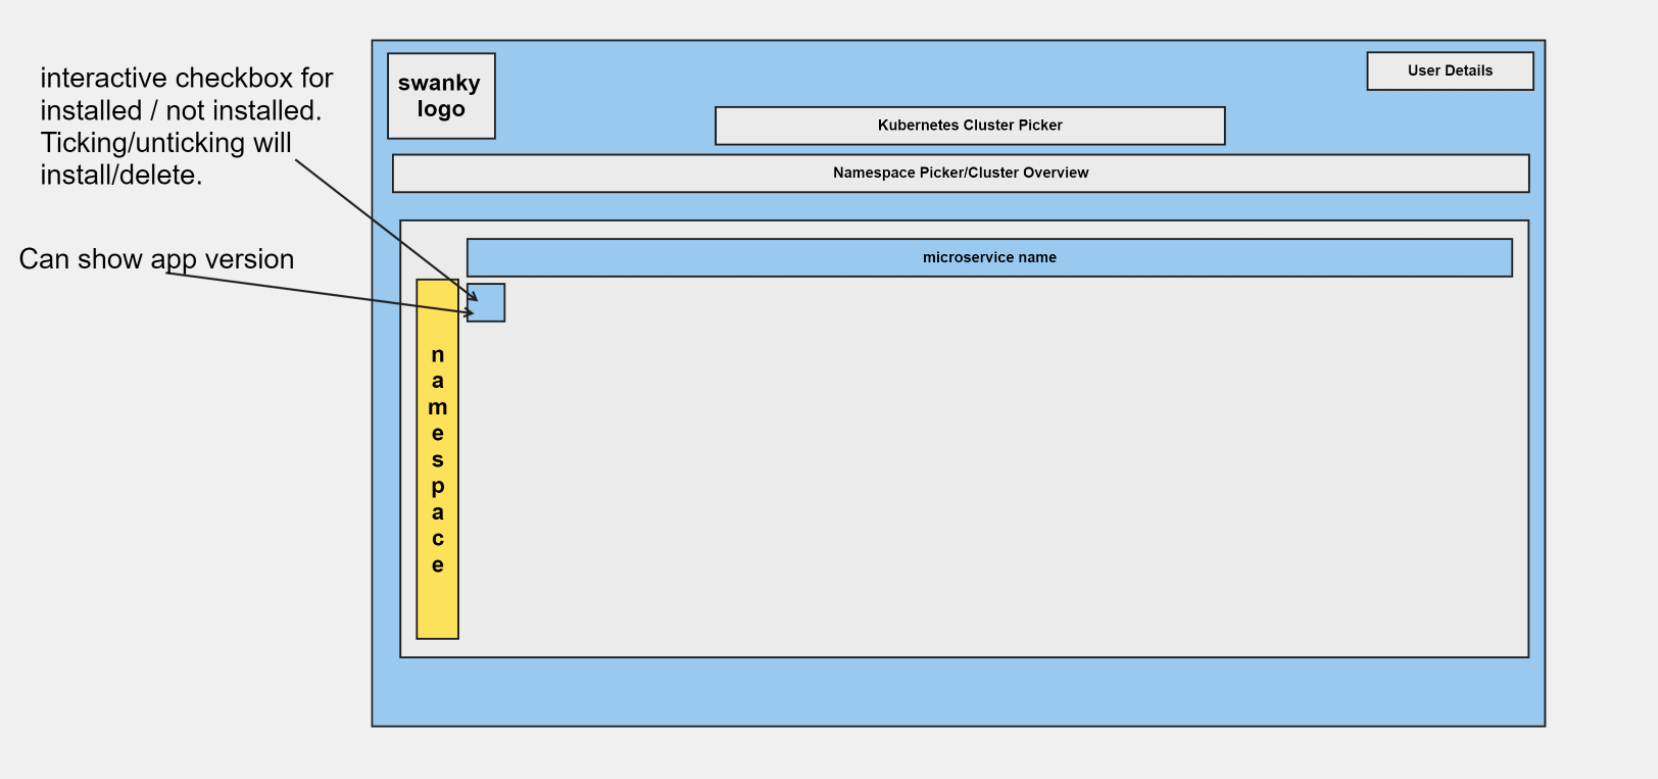 interactive checkbox for
installed / not installed.
Ticking/unticking will
install/delete.
Can show app version
swanky
logo
User Details
Kubernetes Cluster Picker
Namespace Picker/Cluster Overview
microservice name
n
a
m
e
s
p
a
c
e